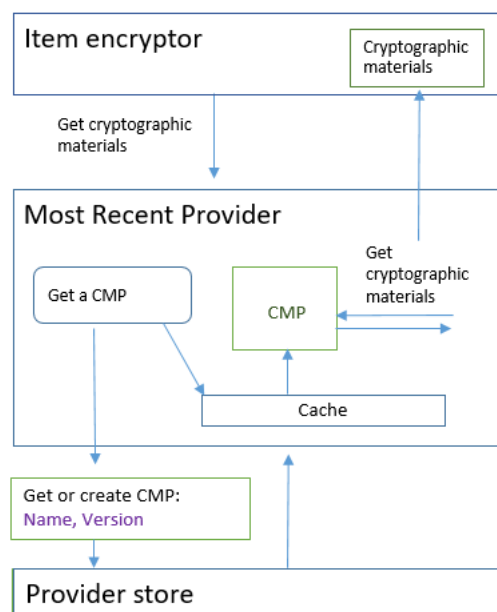 Item encryptor
Cryptographic
materials
Get cryptographic
materials
Most Recent Provider
Get
cryptographic
materials
Get a CMP
CMP
Cache
Get or create CMP:
Name, Version
Provider store